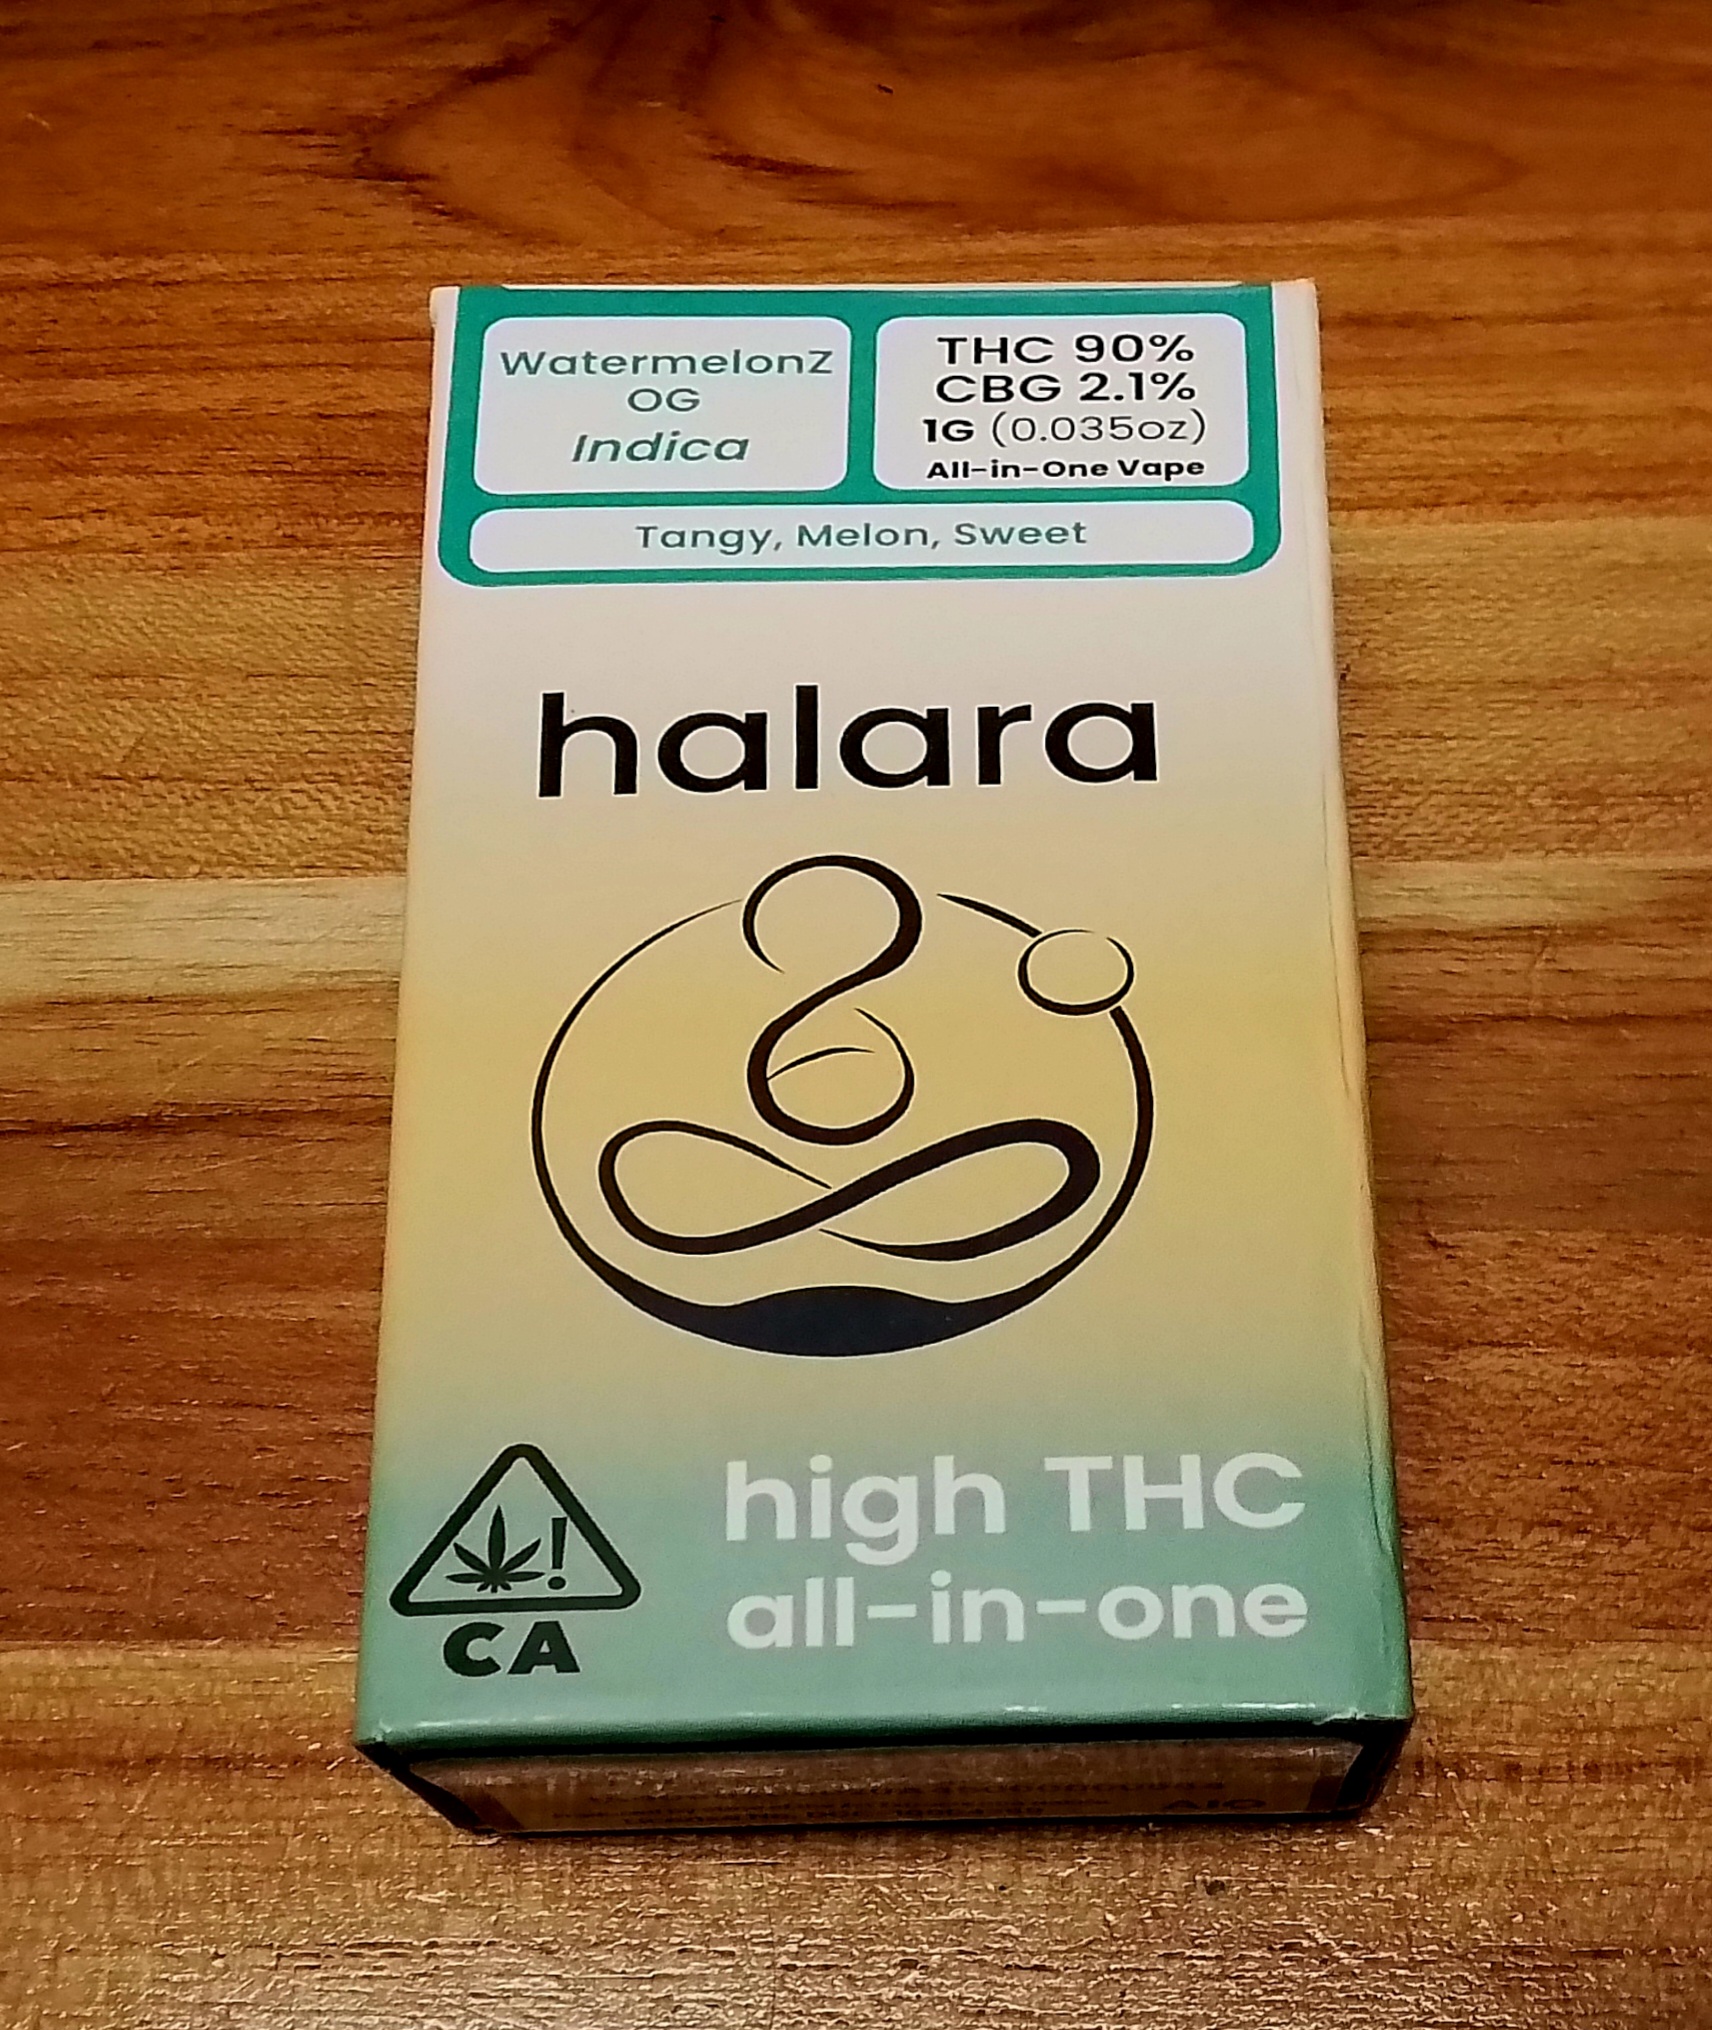 WatermelonZ
OG
Indica
THC 90%
CBG 2.1%
1G (0.035oz)
All-in-One Vape
Tangy, Melon, Sweet
halara
high THC
all-in-one
!
CA
AIO